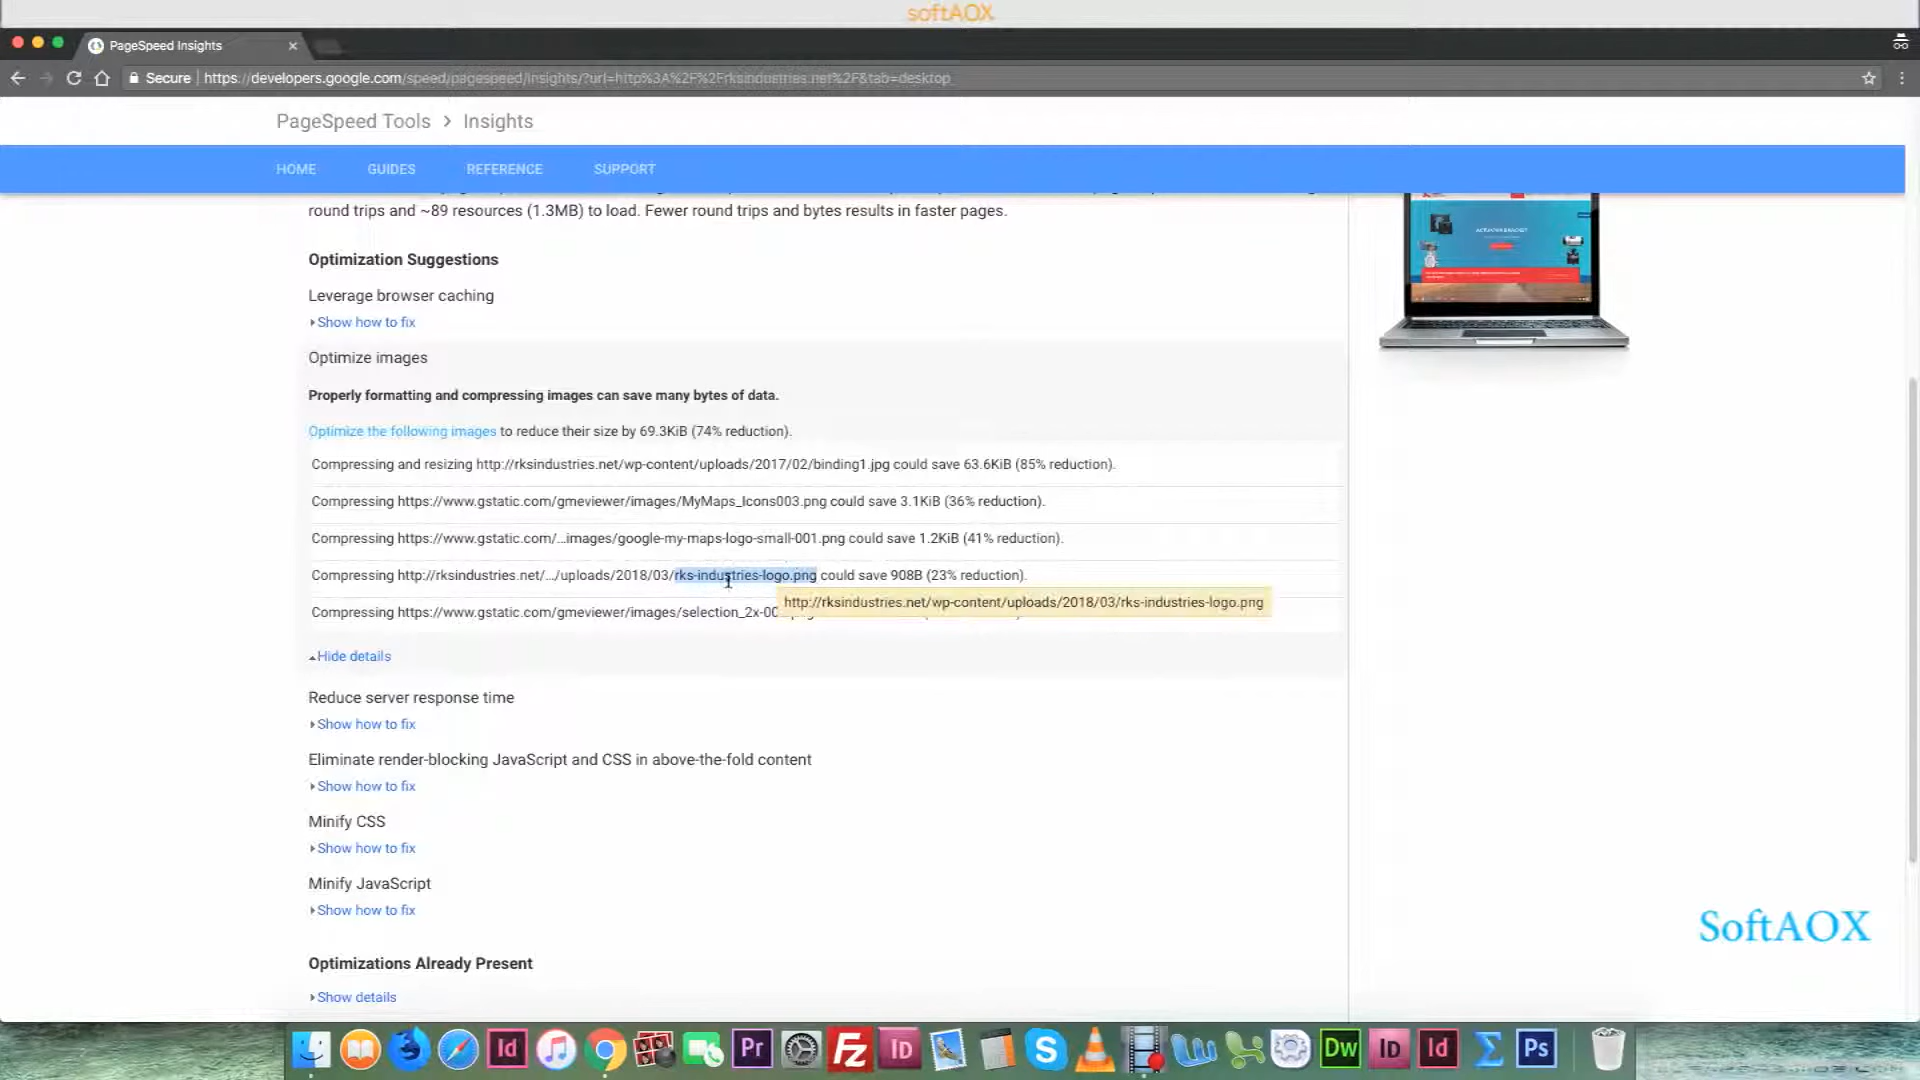 softAOX
PageSpeed Insights
Secure https://developers.google.com/speed/pagespeed/insights/?url=http%3A%2F%2Frksindustries.net%2F&tab=desktop
PageSpeed Tools > Insights
HOME GUIDES REFERENCE SUPPORT
round trips and ~89 resources (1.3MB) to load. Fewer round trips and bytes results in faster pages.
Optimization Suggestions
Leverage browser caching
Show how to fix
Optimize images
Properly formatting and compressing images can save many bytes of data.
Optimize the following images to reduce their size by 69.3KiB (74% reduction).
Compressing and resizing http://rksindustries.net/wp-content/uploads/2017/02/binding1.jpg could save 63.6KiB (85% reduction).
Compressing https://www.gstatic.com/gmeviewer/images/MyMaps_Icons003.png could save 3.1KiB (36% reduction).
Compressing https://www.gstatic.com/…images/google-my-maps-logo-small-001.png could save 1.2KiB (41% reduction).
Compressing http://rksindustries.net/…/uploads/2018/03/rks-industries-logo.png could save 908B (23% reduction).
http://rksindustries.net/wp-content/uploads/2018/03/rks-industries-logo.png
Compressing https://www.gstatic.com/gmeviewer/images/selection_2x-00
Hide details
Reduce server response time
Show how to fix
Eliminate render-blocking JavaScript and CSS in above-the-fold content
Show how to fix
Minify CSS
Show how to fix
Minify JavaScript
Show how to fix
Optimizations Already Present
Show details
SoftAOX
Id Pr FZ ID Dw ID Id Ps